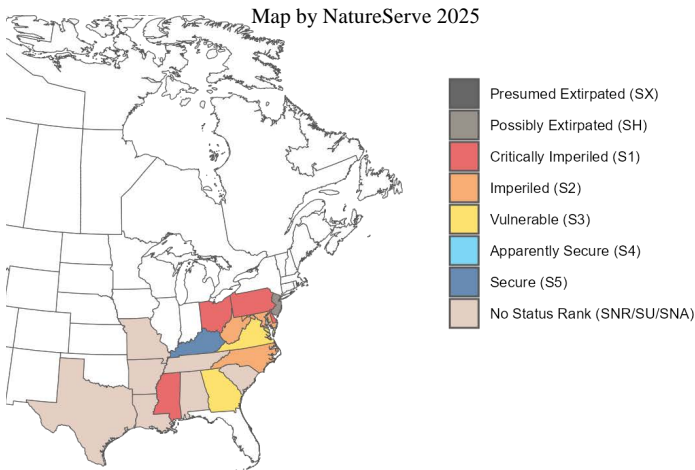 Map by NatureServe 2025
Presumed Extirpated (SX)
Possibly Extirpated (SH)
Critically Imperiled (S1)
Imperiled (S2)
Vulnerable (S3)
Apparently Secure (S4)
Secure (S5)
No Status Rank (SNR/SU/SNA)